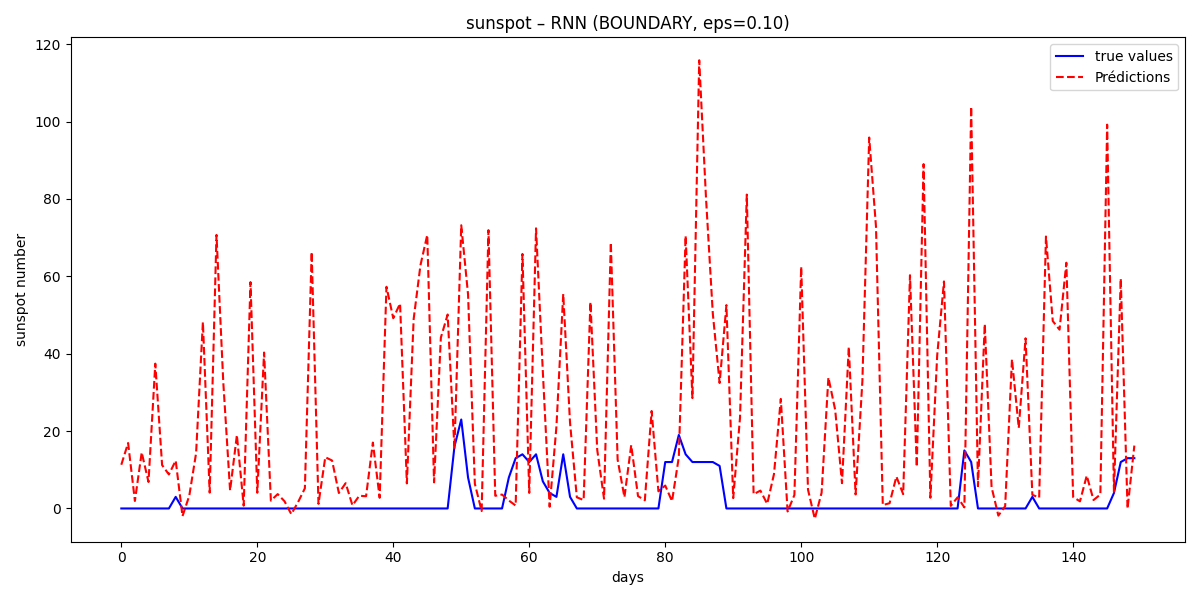 sunspot – RNN (BOUNDARY, eps=0.10)
true values
Prédictions
sunspot number
120
100
80
60
40
20
0
0 20 40 60 80 100 120 140
days